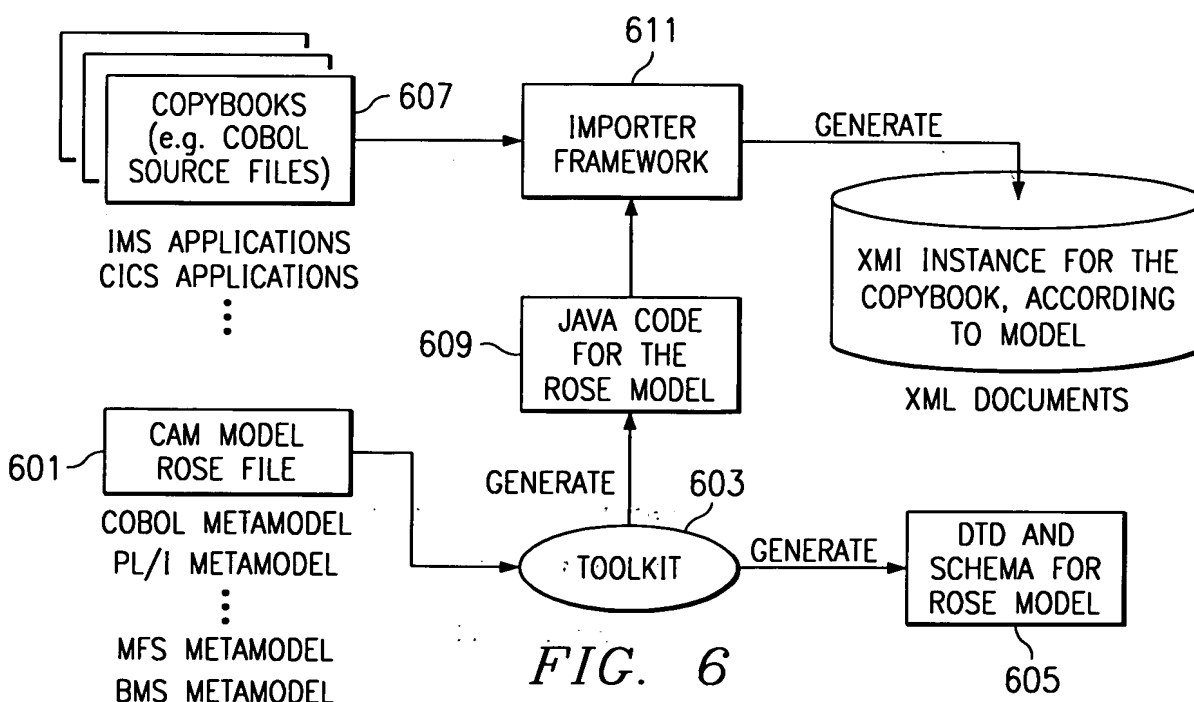 611
COPYBOOKS
(e.g. COBOL
SOURCE FILES)
607
IMPORTER
FRAMEWORK
GENERATE
IMS APPLICATIONS
CICS APPLICATIONS
XMI INSTANCE FOR THE
COPYBOOK, ACCORDING
TO MODEL
XML DOCUMENTS
609
JAVA CODE
FOR THE
ROSE MODEL
601
CAM MODEL
ROSE FILE
COBOL METAMODEL
PL/I METAMODEL
MFS METAMODEL
BMS METAMODEL
GENERATE
603
TOOLKIT
GENERATE
DTD AND
SCHEMA FOR
ROSE MODEL
605
FIG. 6